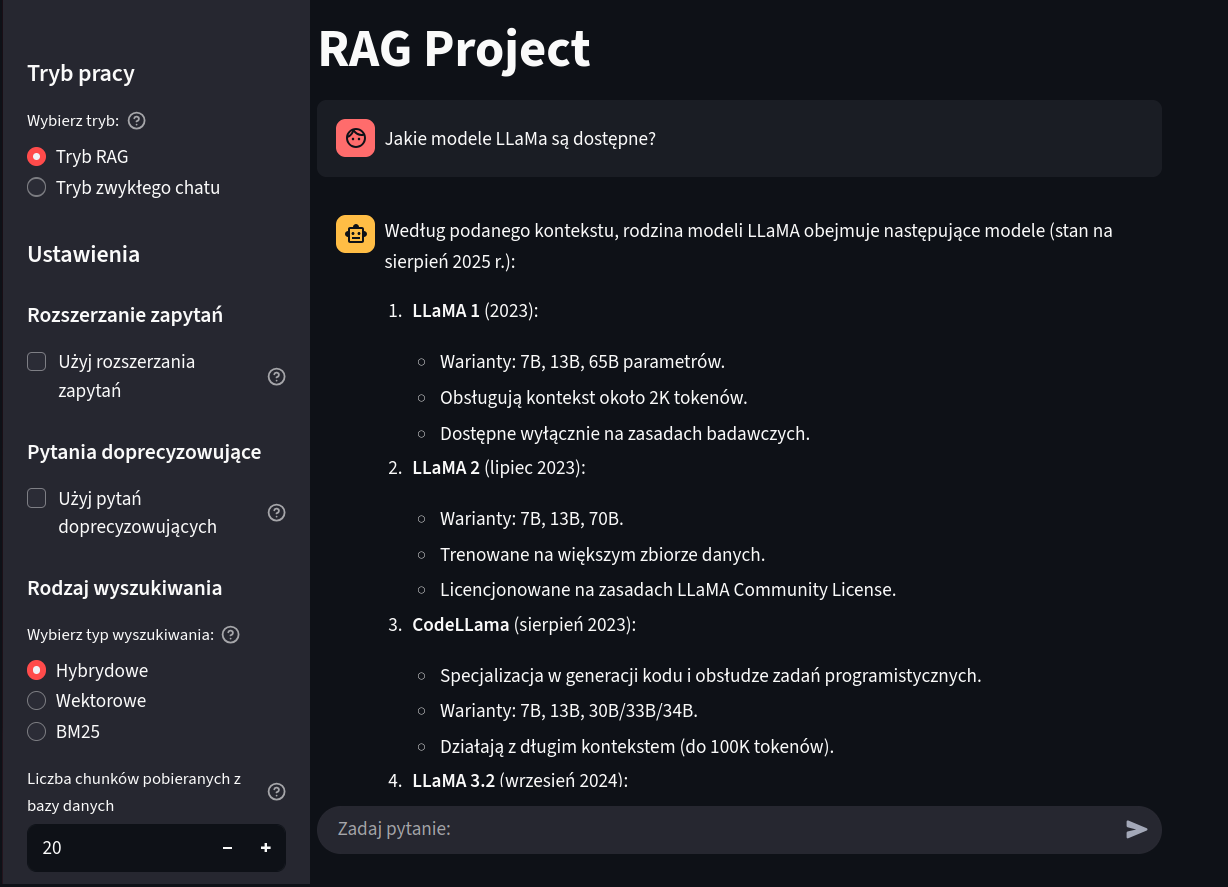 Tryb pracy
Wybierz tryb:
Tryb RAG
Tryb zwykłego chatu
Ustawienia
Rozszerzanie zapytań
Użyj rozszerzania
zapytań
Pytania doprecyzowujące
Użyj pytań
doprecyzowujących
Rodzaj wyszukiwania
Wybierz typ wyszukiwania:
Hybrydowe
Wektorowe
BM25
Liczba chunków pobieranych z
bazy danych
20
RAG Project
Jakie modele LLaMa są dostępne?
Według podanego kontekstu, rodzina modeli LLaMA obejmuje następujące modele (stan na
sierpień 2025 r.):
1. LLaMA 1 (2023):
Warianty: 7B, 13B, 65B parametrów.
Obsługują kontekst około 2K tokenów.
Dostępne wyłącznie na zasadach badawczych.
2. LLaMA 2 (lipiec 2023):
Warianty: 7B, 13B, 70B.
Trenowane na większym zbiorze danych.
Licencjonowane na zasadach LLaMA Community License.
3. CodeLLama (sierpień 2023):
Specjalizacja w generacji kodu i obsłudze zadań programistycznych.
Warianty: 7B, 13B, 30B/33B/34B.
Działają z długim kontekstem (do 100K tokenów).
4. LLaMA 3.2 (wrzesień 2024):
Zadaj pytanie: